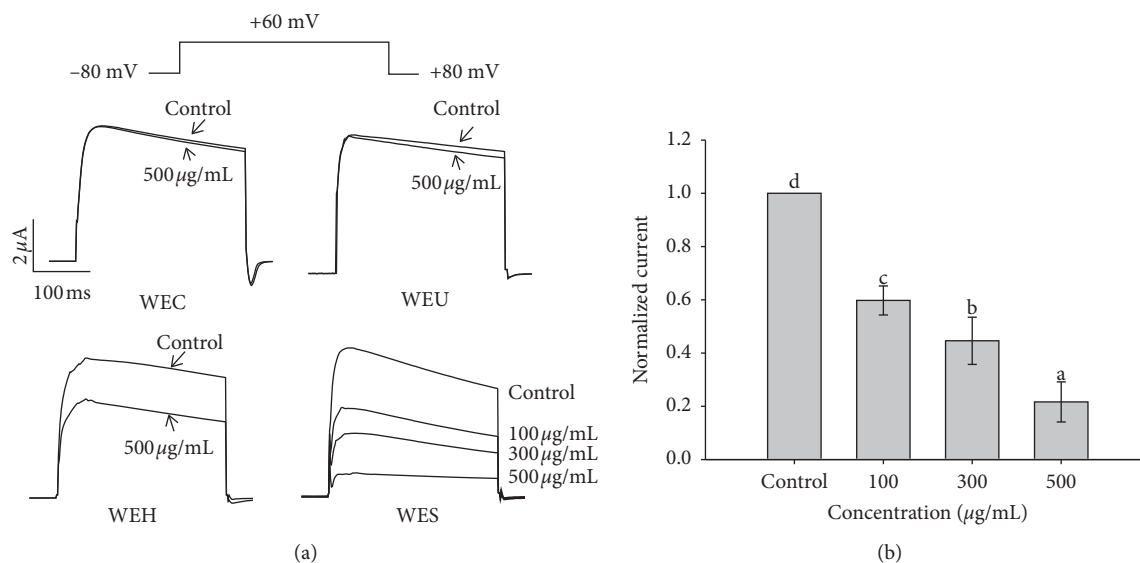 +60 mV
–80 mV
+80 mV
Control
500 μg/mL
2 μA
100 ms
WEC
Control
500 μg/mL
WEU
Control
500 μg/mL
WEH
Control
100 μg/mL
300 μg/mL
500 μg/mL
WES
(a)
Normalized current
1.2
1.0
0.8
0.6
0.4
0.2
0.0
d
c
b
a
Control 100 300 500
Concentration (μg/mL)
(b)